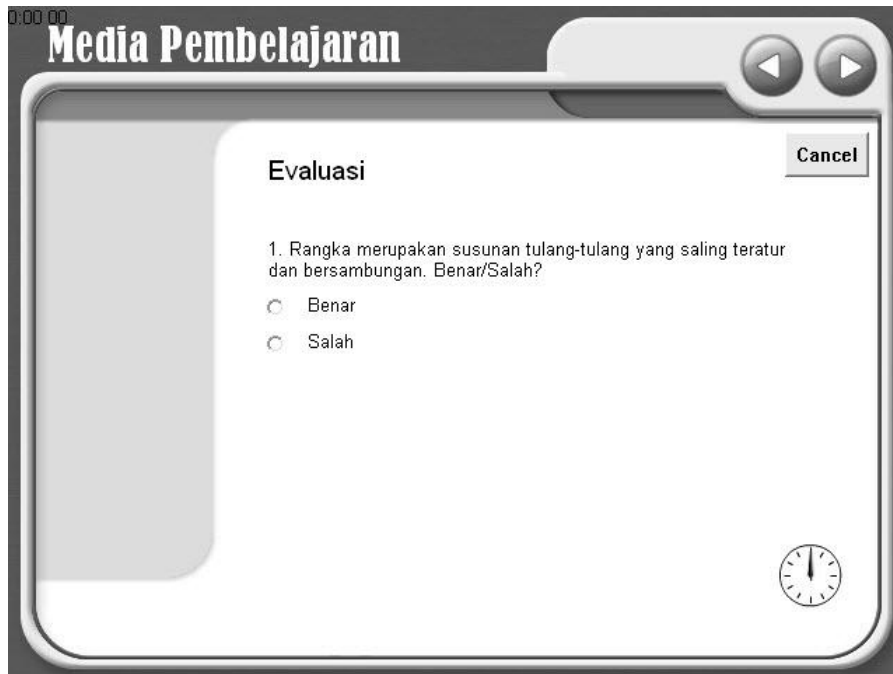 0:00 00
Media Pembelajaran
Cancel
Evaluasi
1. Rangka merupakan susunan tulang-tulang yang saling teratur
dan bersambungan. Benar/Salah?
Benar
Salah